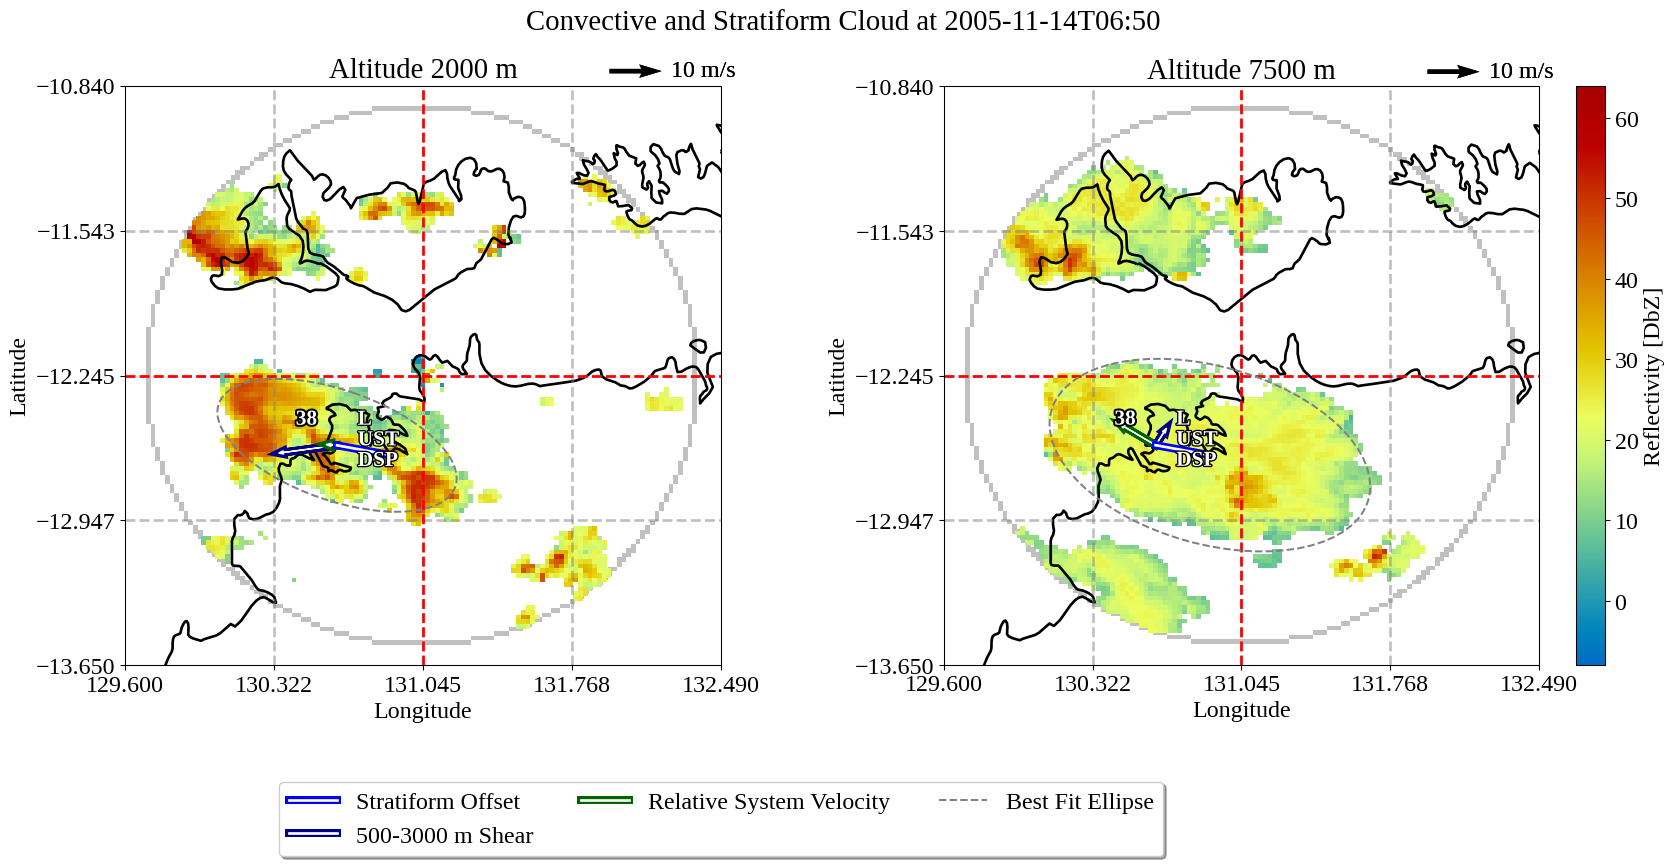 Convective and Stratiform Cloud at 2005-11-14T06:50
Altitude 2000 m
10 m/s
−10.840
−11.543
−12.245
−12.947
−13.650
Latitude
38
L
UST
DSP
129.600
130.322
131.045
131.768
132.490
Longitude
Altitude 7500 m
10 m/s
−10.840
−11.543
−12.245
−12.947
−13.650
Latitude
38
L
UST
DSP
129.600
130.322
131.045
131.768
132.490
Longitude
60
50
40
30
20
10
0
Reflectivity [DbZ]
Stratiform Offset
Relative System Velocity
Best Fit Ellipse
500-3000 m Shear